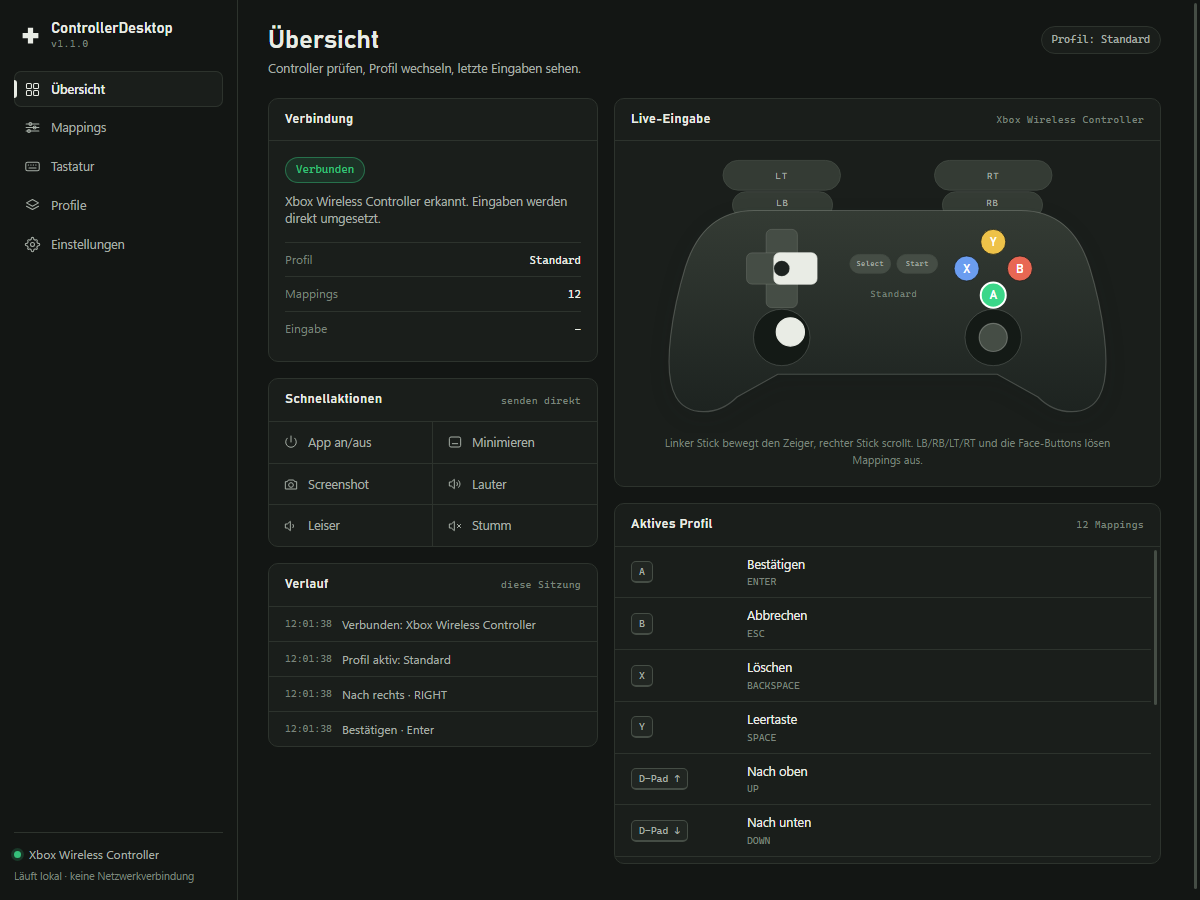 ControllerDesktop
v1.1.0
Übersicht
Mappings
Tastatur
Profile
Einstellungen
Xbox Wireless Controller
Läuft lokal · keine Netzwerkverbindung
Übersicht
Controller prüfen, Profil wechseln, letzte Eingaben sehen.
Profil: Standard
Verbindung
Verbunden
Xbox Wireless Controller erkannt. Eingaben werden
direkt umgesetzt.
Profil Standard
Mappings 12
Eingabe –
Schnellaktionen senden direkt
App an/aus Minimieren
Screenshot Lauter
Leiser Stumm
Verlauf diese Sitzung
12:01:38 Verbunden: Xbox Wireless Controller
12:01:38 Profil aktiv: Standard
12:01:38 Nach rechts · RIGHT
12:01:38 Bestätigen · Enter
Live-Eingabe Xbox Wireless Controller
LT RT
LB RB
Y
Select Start X B
Standard A
Linker Stick bewegt den Zeiger, rechter Stick scrollt. LB/RB/LT/RT und die Face-Buttons lösen
Mappings aus.
Aktives Profil 12 Mappings
A Bestätigen
ENTER
B Abbrechen
ESC
X Löschen
BACKSPACE
Y Leertaste
SPACE
D-Pad ↑ Nach oben
UP
D-Pad ↓ Nach unten
DOWN